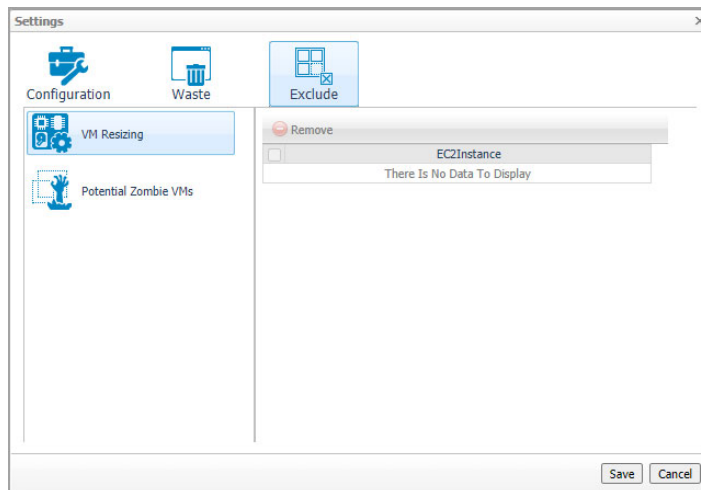 Settings
Configuration
Waste
Exclude
VM Resizing
Potential Zombie VMs
Remove
EC2Instance
There Is No Data To Display
Save
Cancel